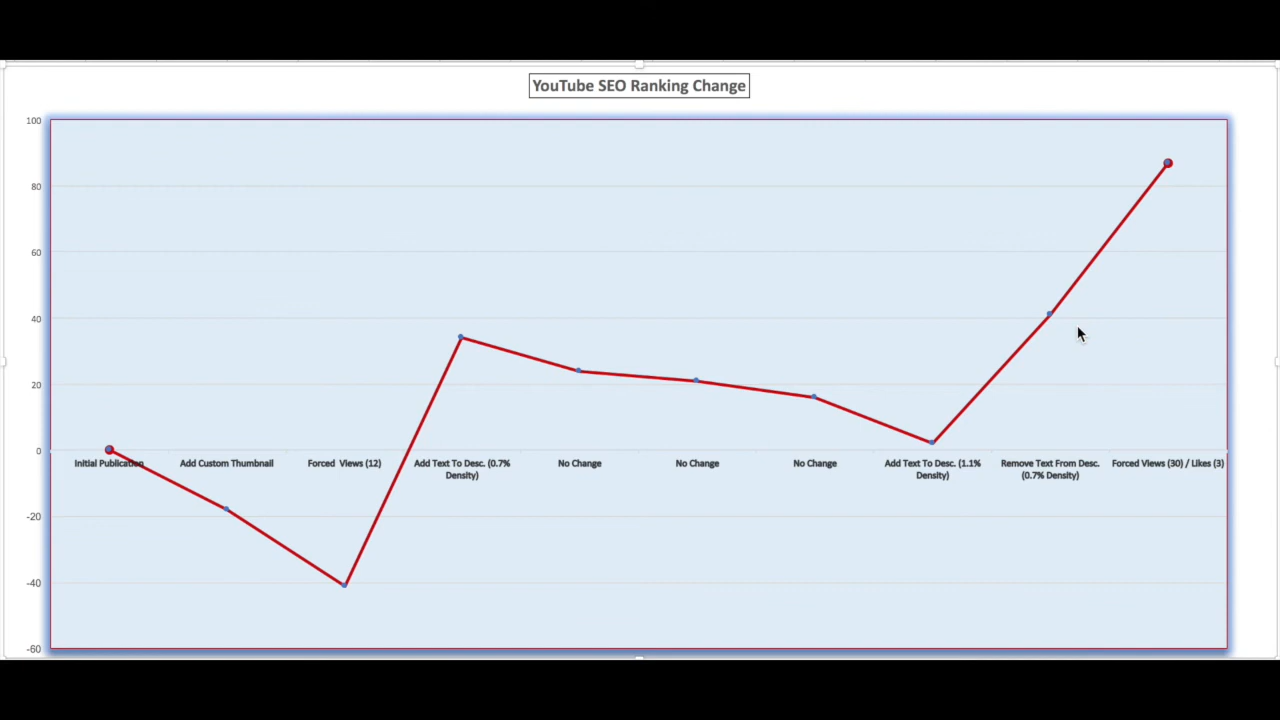 YouTube SEO Ranking Change
100
80
60
40
20
0
Initial Publication
Add Custom Thumbnail
Forced Views (12)
Add Text To Desc. (0.7%
Density)
No Change
No Change
No Change
Add Text To Desc. (1.1%
Density)
Remove Text From Desc.
(0.7% Density)
Forced Views (30) / Likes (3)
-20
-40
-60